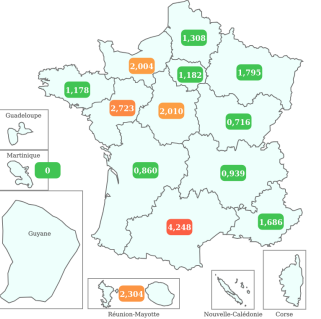 1,308
2,004
1,182
1,795
1,178
2,723
2,010
0,716
Guadeloupe
Martinique
0
0,860
0,939
Guyane
4,248
1,686
2,304
Réunion-Mayotte
Nouvelle-Calédonie
Corse